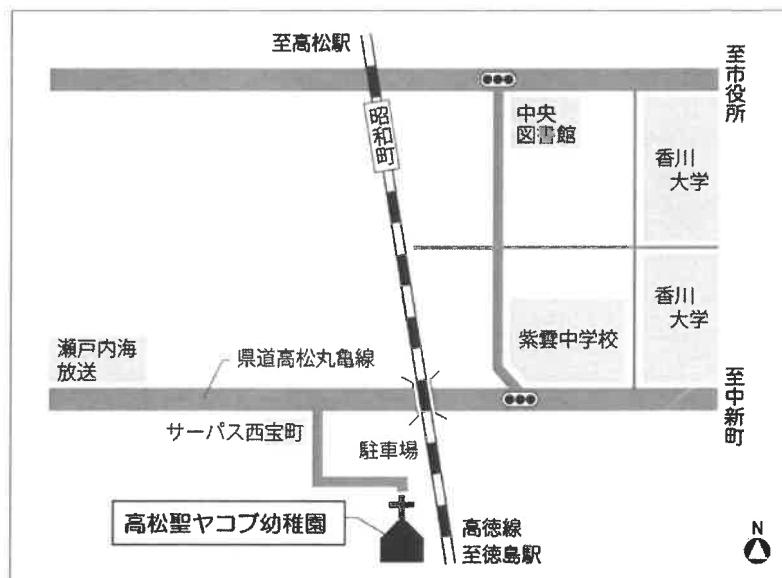 至高松駅
至市役所
昭和町
中央
図書館
香川
大学
香川
大学
紫雲中学校
瀬戸内海
放送
県道高松丸亀線
至中新町
サーパス西宝町
駐車場
高松聖ヤコブ幼稚園
高徳線
至徳島駅
N